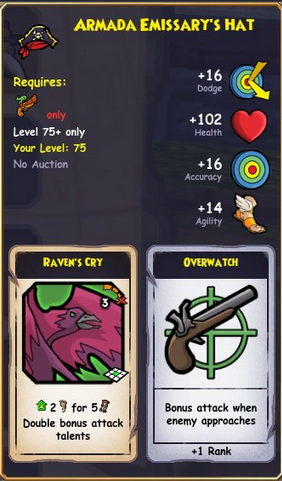 ARMADA EMISSARY'S HAT
Requires:
only
Level 75+ only
Your Level: 75
No Auction
+16
Dodge
+102
Health
+16
Accuracy
+14
Agility
RAVEN'S CRY
3
2 for 5
Double bonus attack
talents
OVERWATCH
Bonus attack when
enemy approaches
+1 Rank